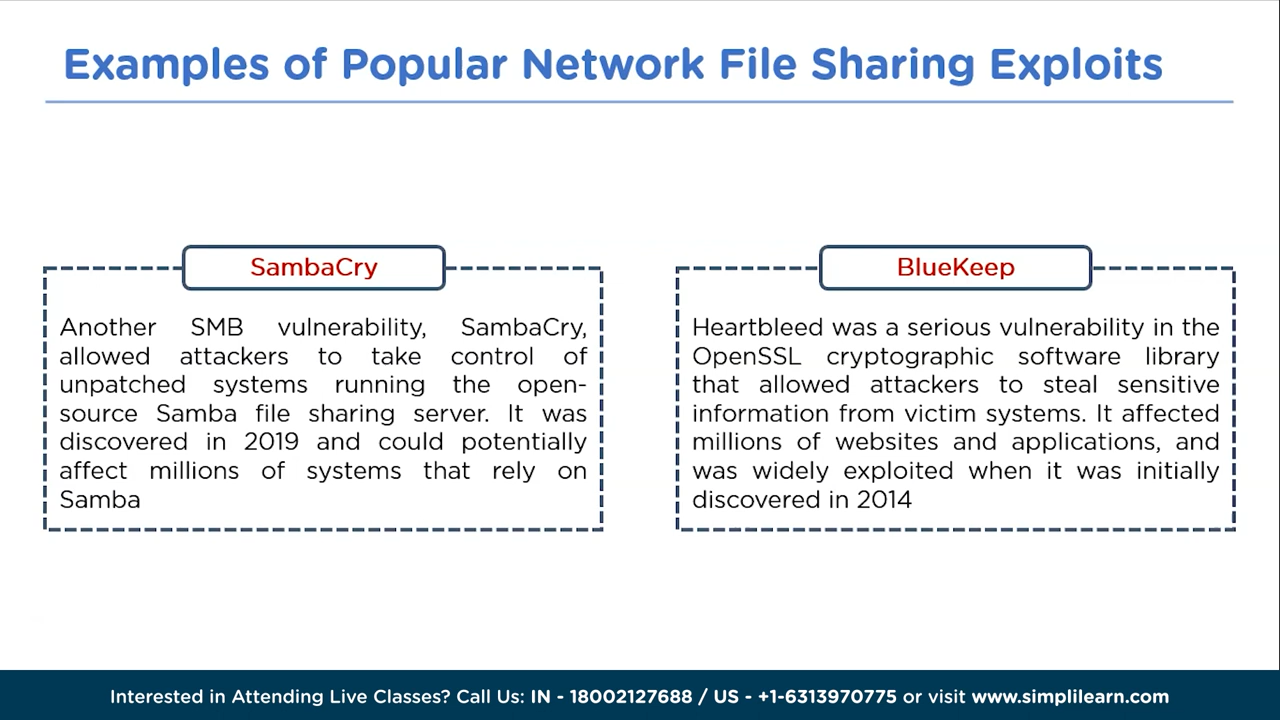 Examples of Popular Network File Sharing Exploits
SambaCry
Another SMB vulnerability, SambaCry,
allowed attackers to take control of
unpatched systems running the open-
source Samba file sharing server. It was
discovered in 2019 and could potentially
affect millions of systems that rely on
Samba
BlueKeep
Heartbleed was a serious vulnerability in the
OpenSSL cryptographic software library
that allowed attackers to steal sensitive
information from victim systems. It affected
millions of websites and applications, and
was widely exploited when it was initially
discovered in 2014
Interested in Attending Live Classes? Call Us: IN - 18002127688 / US - +1-6313970775 or visit www.simplilearn.com